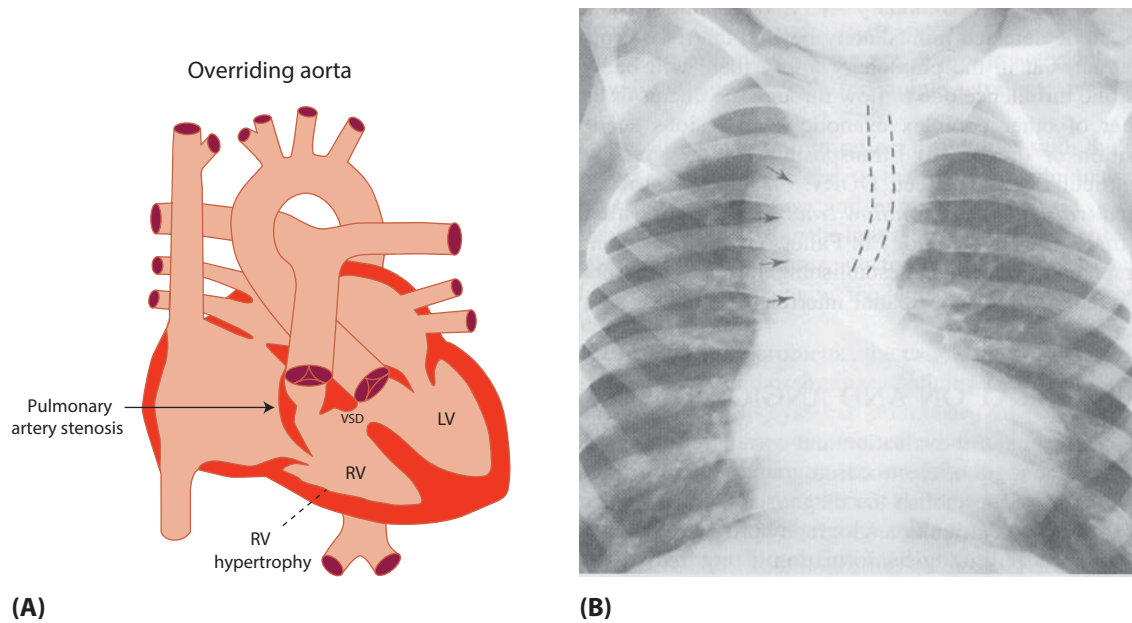 Overriding aorta
Pulmonary
artery stenosis
VSD
LV
RV
RV
hypertrophy
(A)
(B)